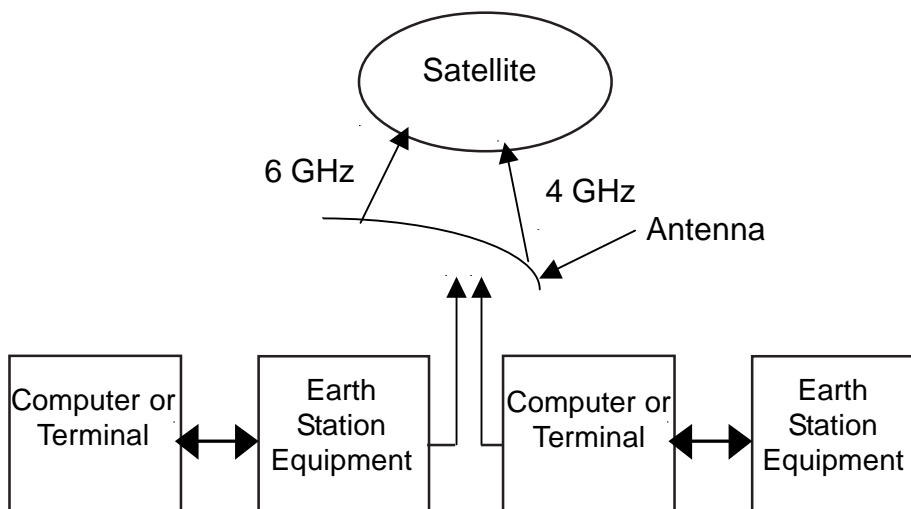 Satellite
6 GHz
4 GHz
Antenna
Computer or
Terminal
Earth
Station
Equipment
Computer or
Terminal
Earth
Station
Equipment